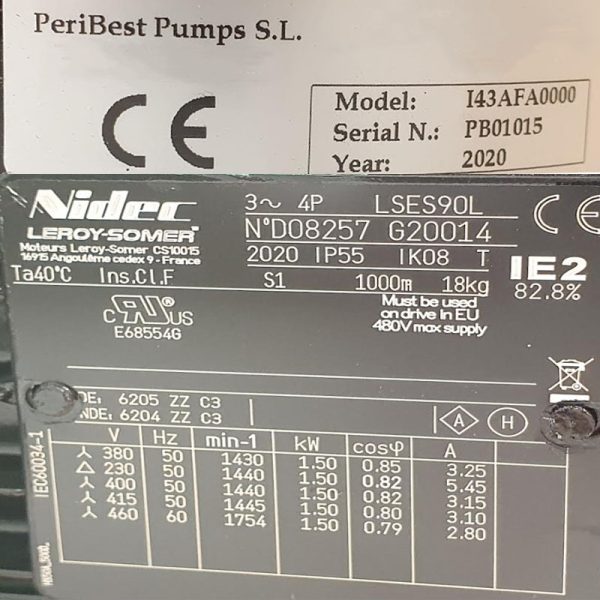 PeriBest Pumps S.L.
CE
Model: I43AFA0000
Serial N.: PB01015
Year: 2020
Nidec
LEROY-SOMER
Moteurs Leroy-Somer CS10015
16915 Angoulême cedex 9 - France
3~ 4P LSES90L
N°D08257 G20014
2020 IP55 IK08 T
CE
IE2
82.8%
Ta40°C Ins.Cl.F S1 1000m 18kg
Must be used
on drive in EU
480V max supply
c RU ® US
E68554G
DE: 6205 ZZ C3
NDE: 6204 ZZ C3
A H
IEC60034-1
V Hz min-1 kW cosφ A
380 50 1430 1.50 0.85 3.25
△ 230 50 1440 1.50 0.82 5.45
400 50 1440 1.50 0.82 3.15
415 50 1445 1.50 0.80 3.10
460 60 1754 1.50 0.79 2.80